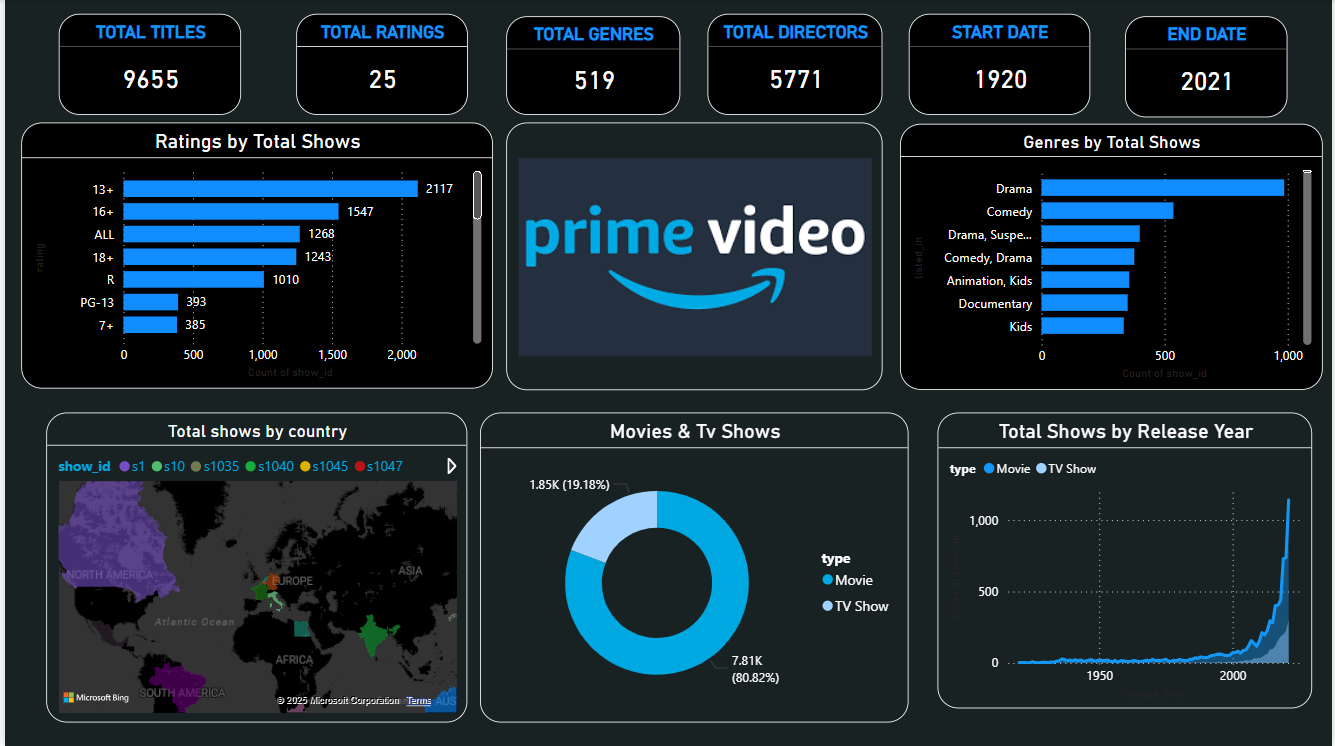 TOTAL TITLES
9655
TOTAL RATINGS
25
TOTAL GENRES
519
TOTAL DIRECTORS
5771
START DATE
1920
END DATE
2021
Ratings by Total Shows
rating
13+ 2117
16+ 1547
ALL 1268
18+ 1243
R 1010
PG-13 393
7+ 385
0 500 1,000 1,500 2,000
Count of show_id
prime video
Genres by Total Shows
listed_in
Drama
Comedy
Drama, Suspe...
Comedy, Drama
Animation, Kids
Documentary
Kids
0 500 1,000
Count of show_id
Total shows by country
show_id s1 s10 s1035 s1040 s1045 s1047
NORTH AMERICA
EUROPE
ASIA
Atlantic Ocean
AFRICA
SOUTH AMERICA
AUS
Microsoft Bing
© 2025 Microsoft Corporation Terms
Movies & Tv Shows
1.85K (19.18%)
type
Movie
TV Show
7.81K
(80.82%)
Total Shows by Release Year
type Movie TV Show
1,000
500
0
1950 2000